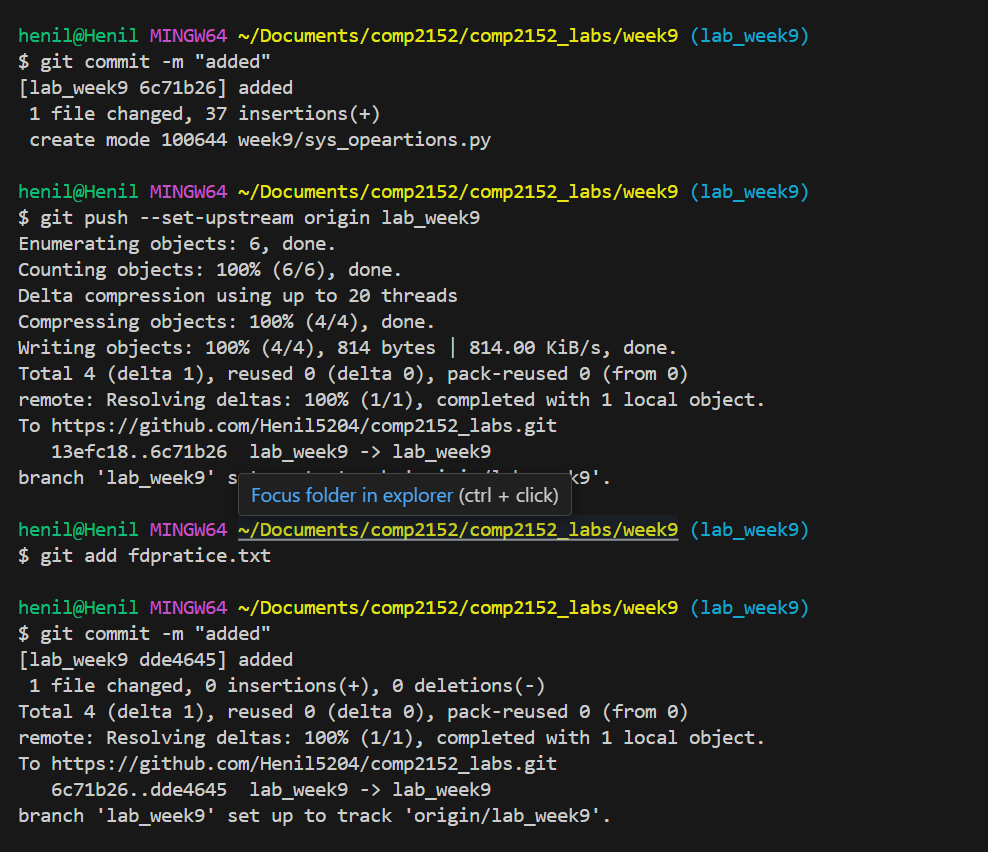 henil@Henil MINGW64 ~/Documents/comp2152/comp2152_labs/week9 (lab_week9)
$ git commit -m "added"
[lab_week9 6c71b26] added
 1 file changed, 37 insertions(+)
 create mode 100644 week9/sys_opeartions.py
henil@Henil MINGW64 ~/Documents/comp2152/comp2152_labs/week9 (lab_week9)
$ git push --set-upstream origin lab_week9
Enumerating objects: 6, done.
Counting objects: 100% (6/6), done.
Delta compression using up to 20 threads
Compressing objects: 100% (4/4), done.
Writing objects: 100% (4/4), 814 bytes | 814.00 KiB/s, done.
Total 4 (delta 1), reused 0 (delta 0), pack-reused 0 (from 0)
remote: Resolving deltas: 100% (1/1), completed with 1 local object.
To https://github.com/Henil5204/comp2152_labs.git
   13efc18..6c71b26  lab_week9 -> lab_week9
branch 'lab_week9' k9'.
Focus folder in explorer (ctrl + click)
henil@Henil MINGW64 ~/Documents/comp2152/comp2152_labs/week9 (lab_week9)
$ git add fdpratice.txt
henil@Henil MINGW64 ~/Documents/comp2152/comp2152_labs/week9 (lab_week9)
$ git commit -m "added"
[lab_week9 dde4645] added
 1 file changed, 0 insertions(+), 0 deletions(-)
Total 4 (delta 1), reused 0 (delta 0), pack-reused 0 (from 0)
remote: Resolving deltas: 100% (1/1), completed with 1 local object.
To https://github.com/Henil5204/comp2152_labs.git
   6c71b26..dde4645  lab_week9 -> lab_week9
branch 'lab_week9' set up to track 'origin/lab_week9'.